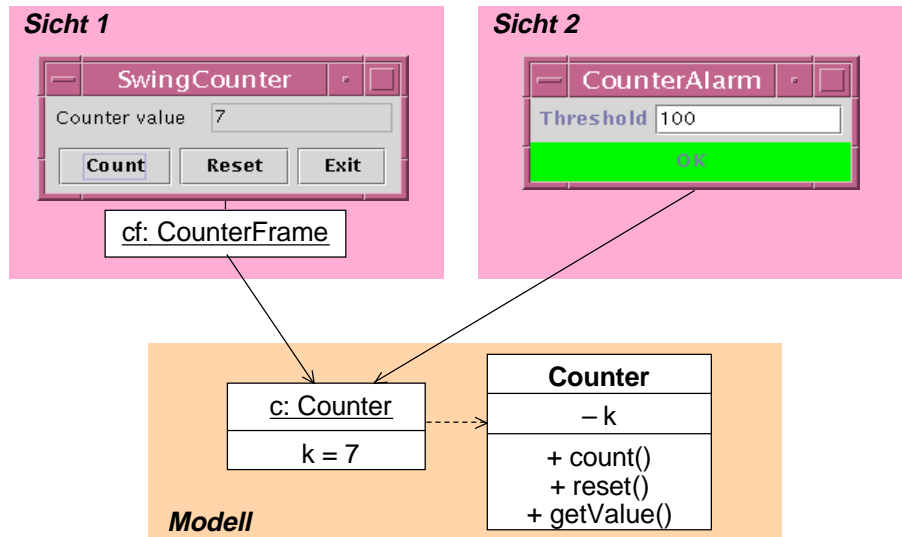 Sicht 1
SwingCounter
Counter value 7
Count Reset Exit
cf: CounterFrame
Sicht 2
CounterAlarm
Threshold 100
OK
c: Counter
k = 7
Counter
– k
+ count()
+ reset()
+ getValue()
Modell